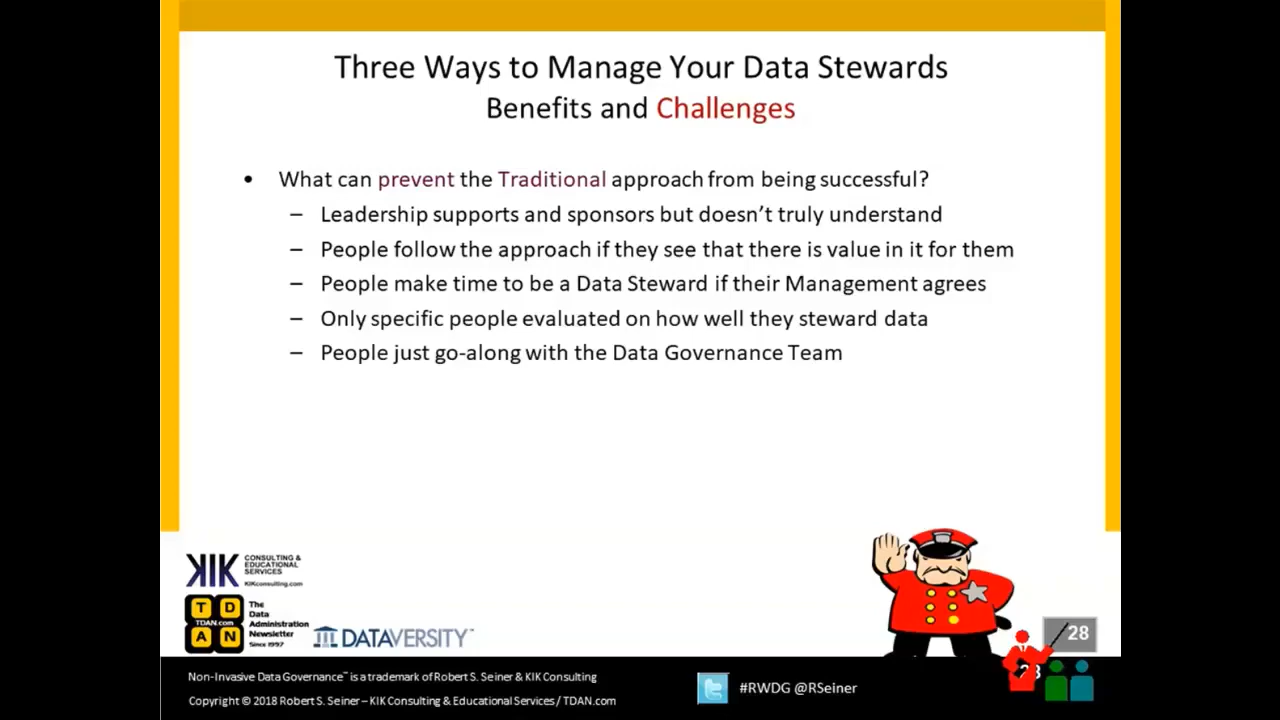 Three Ways to Manage Your Data Stewards
Benefits and Challenges
• What can prevent the Traditional approach from being successful?
– Leadership supports and sponsors but doesn’t truly understand
– People follow the approach if they see that there is value in it for them
– People make time to be a Data Steward if their Management agrees
– Only specific people evaluated on how well they steward data
– People just go-along with the Data Governance Team
KIK CONSULTING &
EDUCATIONAL
SERVICES
KIKconsulting.com
T D
TDAN.com
A N
The
Data
Administration
Newsletter
Since 1997
DATAVERSITY™
28
Non-Invasive Data Governance™ is a trademark of Robert S. Seiner & KIK Consulting
Copyright © 2018 Robert S. Seiner – KIK Consulting & Educational Services / TDAN.com
#RWDG @RSeiner